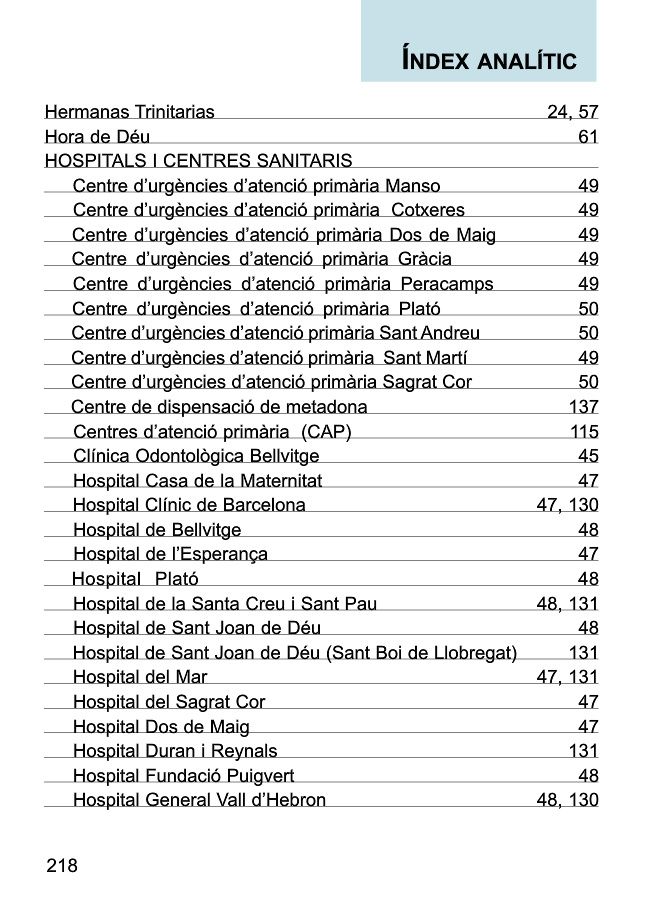 ÍNDEX ANALÍTIC
Hermanas Trinitarias 24, 57
Hora de Déu 61
HOSPITALS I CENTRES SANITARIS
Centre d’urgències d’atenció primària Manso 49
Centre d’urgències d’atenció primària Cotxeres 49
Centre d’urgències d’atenció primària Dos de Maig 49
Centre d’urgències d’atenció primària Gràcia 49
Centre d’urgències d’atenció primària Peracamps 49
Centre d’urgències d’atenció primària Plató 50
Centre d’urgències d’atenció primària Sant Andreu 50
Centre d’urgències d’atenció primària Sant Martí 49
Centre d’urgències d’atenció primària Sagrat Cor 50
Centre de dispensació de metadona 137
Centres d’atenció primària (CAP) 115
Clínica Odontològica Bellvitge 45
Hospital Casa de la Maternitat 47
Hospital Clínic de Barcelona 47, 130
Hospital de Bellvitge 48
Hospital de l’Esperança 47
Hospital Plató 48
Hospital de la Santa Creu i Sant Pau 48, 131
Hospital de Sant Joan de Déu 48
Hospital de Sant Joan de Déu (Sant Boi de Llobregat) 131
Hospital del Mar 47, 131
Hospital del Sagrat Cor 47
Hospital Dos de Maig 47
Hospital Duran i Reynals 131
Hospital Fundació Puigvert 48
Hospital General Vall d’Hebron 48, 130
218